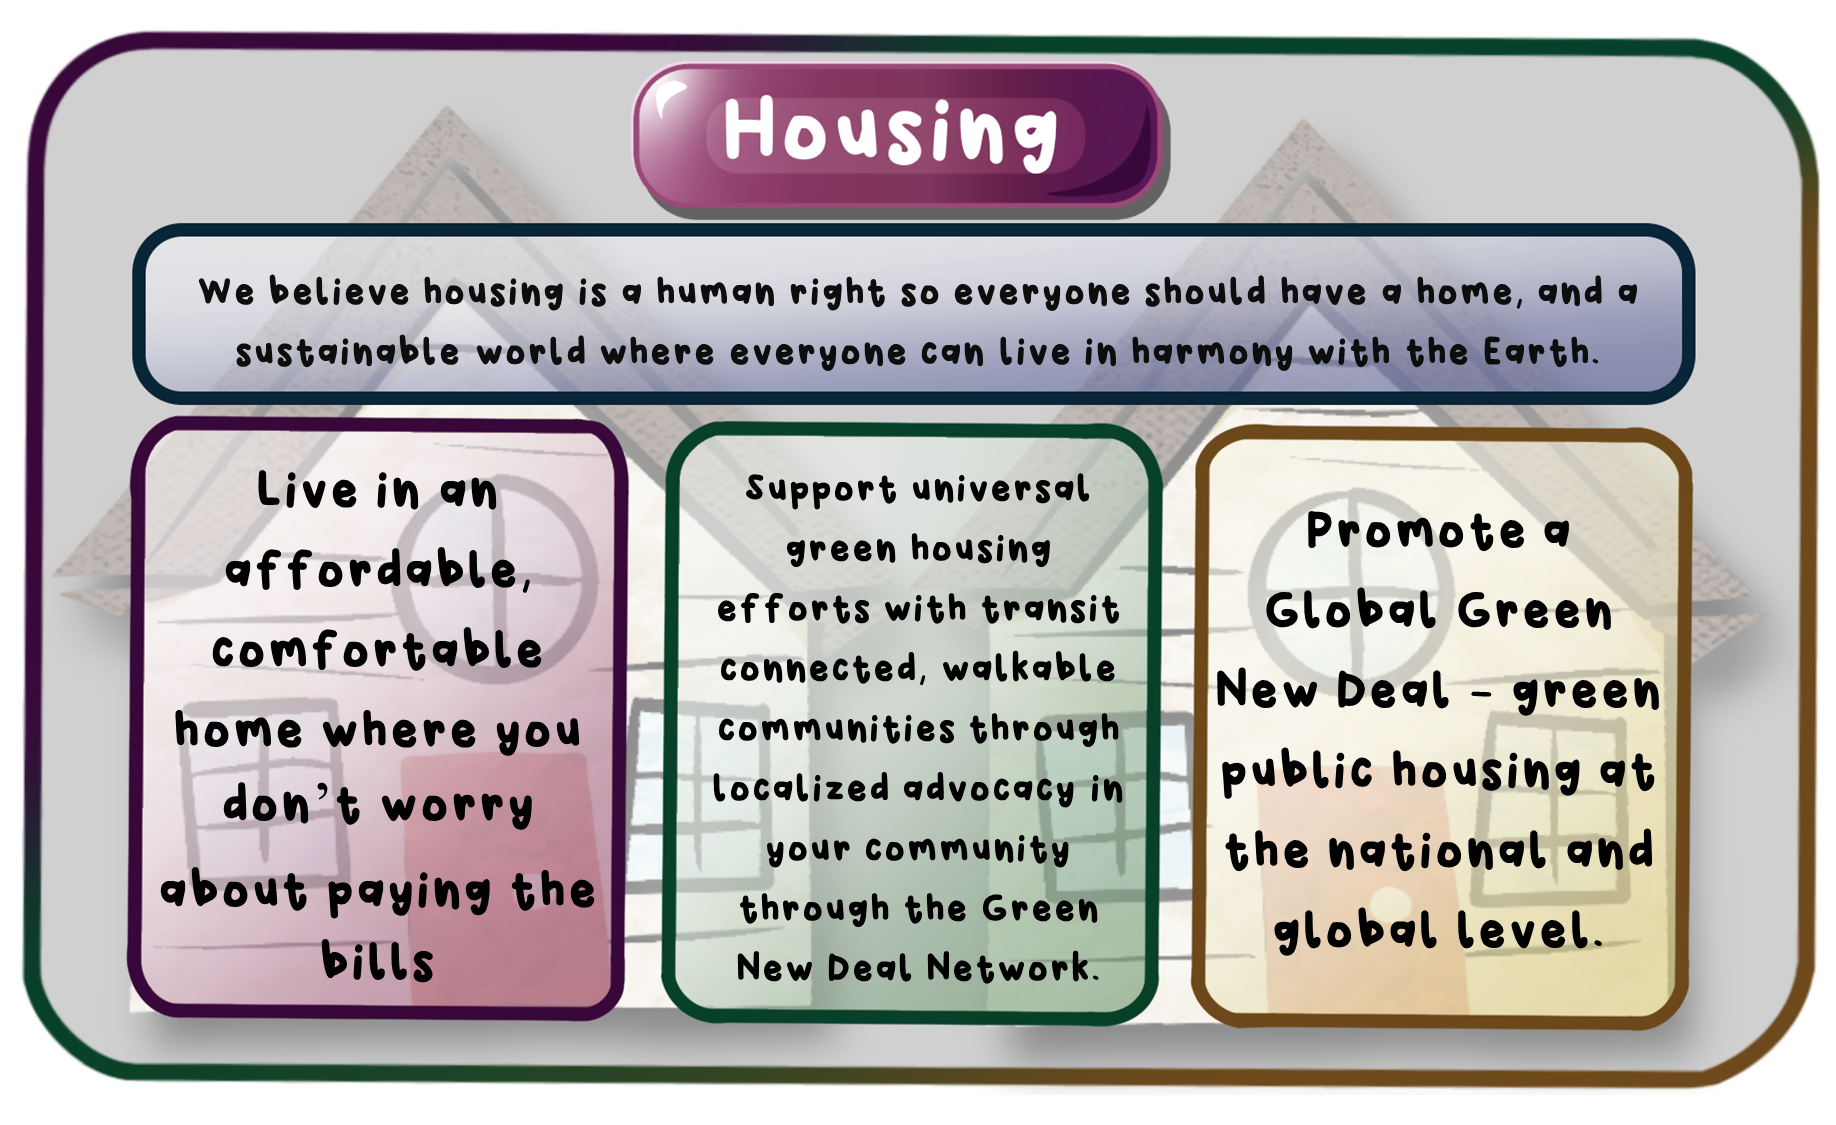 Housing
We believe housing is a human right so everyone should have a home, and a
sustainable world where everyone can live in harmony with the Earth.
Live in an
affordable,
comfortable
home where you
don't worry
about paying the
bills
Support universal
green housing
efforts with transit
connected, walkable
communities through
localized advocacy in
your community
through the Green
New Deal Network.
Promote a
Global Green
New Deal - green
public housing at
the national and
global level.